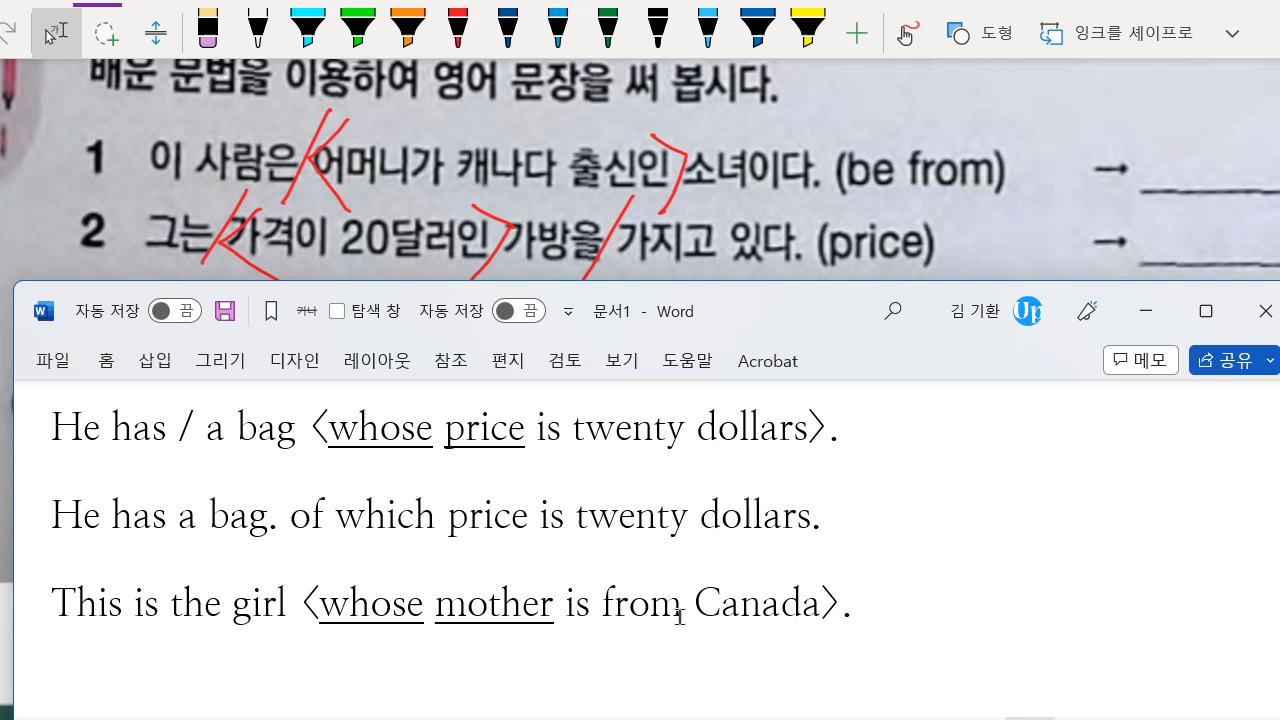 도형
잉크를 셰이프로
배운 문법을 이용하여 영어 문장을 써 봅시다.
1 이 사람은 어머니가 캐나다 출신인 소녀이다. (be from) →
2 그는 가격이 20달러인 가방을 가지고 있다. (price) →
자동 저장 끔 가나 탐색 창 자동 저장 끔 문서1 - Word 김 기환 Up
파일 홈 삽입 그리기 디자인 레이아웃 참조 편지 검토 보기 도움말 Acrobat 메모 공유
He has / a bag 〈whose price is twenty dollars〉.
He has a bag. of which price is twenty dollars.
This is the girl 〈whose mother is from Canada〉.